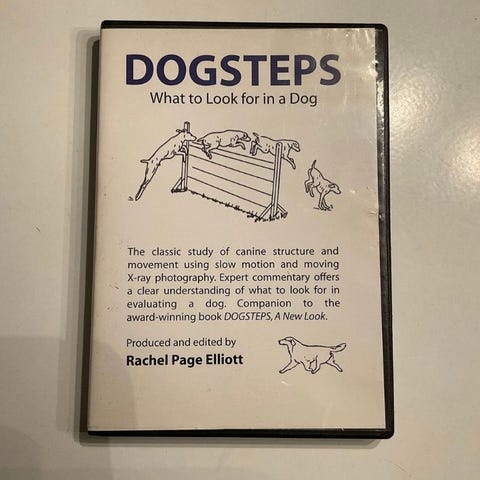 DOGSTEPS
What to Look for in a Dog
The classic study of canine structure and
movement using slow motion and moving
X-ray photography. Expert commentary offers
a clear understanding of what to look for in
evaluating a dog. Companion to the
award-winning book DOGSTEPS, A New Look.
Produced and edited by
Rachel Page Elliott